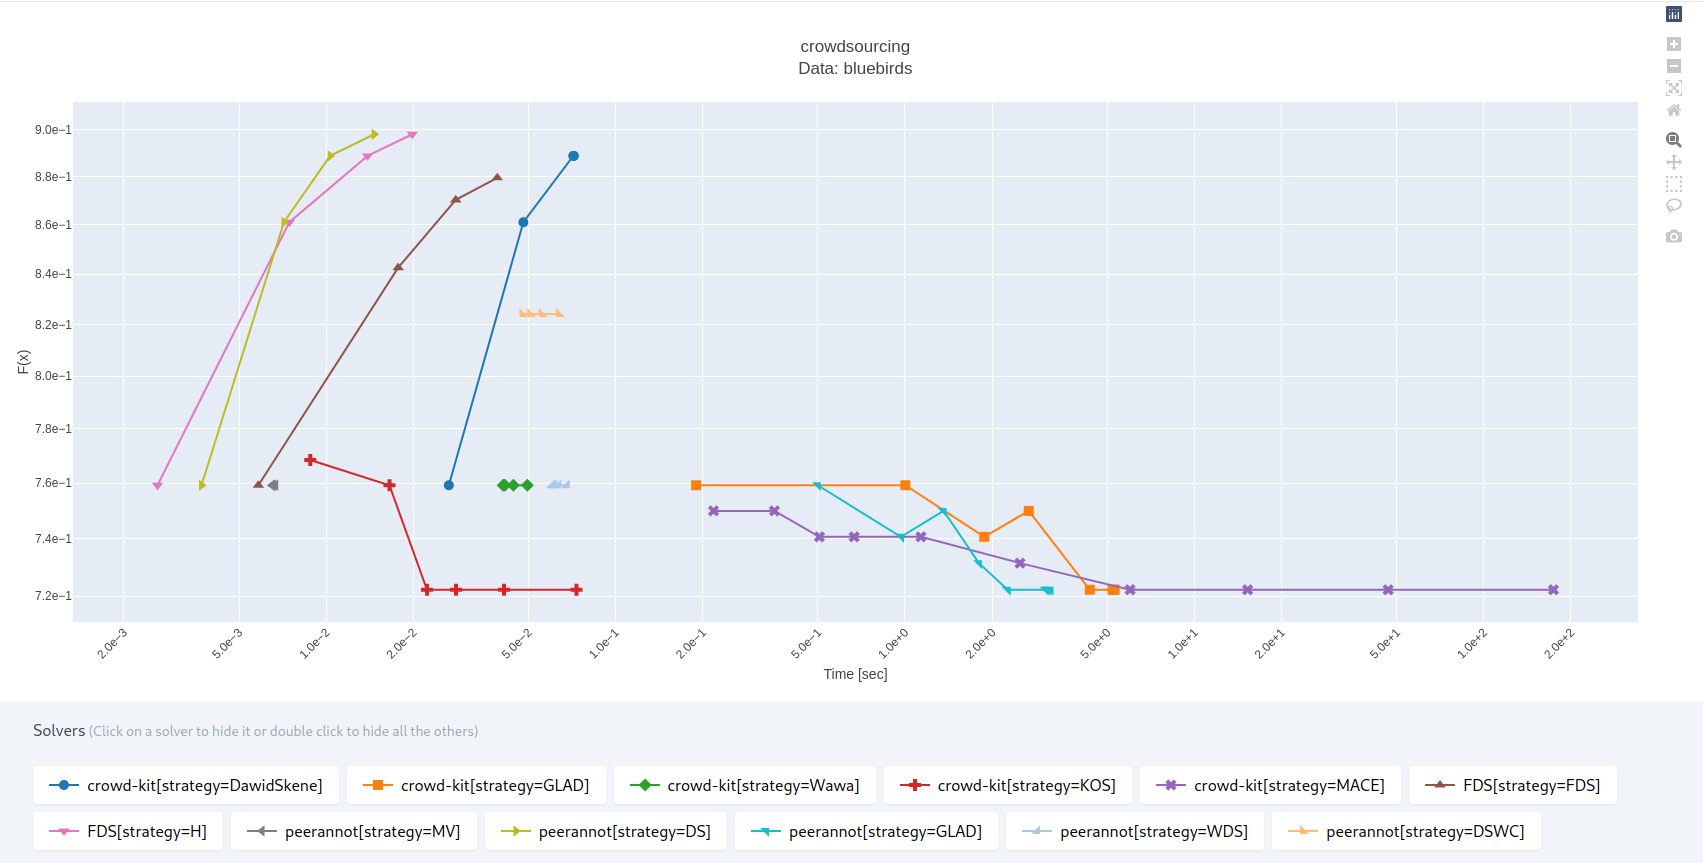 crowdsourcing
Data: bluebirds
F(x)
9.0e−1
8.8e−1
8.6e−1
8.4e−1
8.2e−1
8.0e−1
7.8e−1
7.6e−1
7.4e−1
7.2e−1
2.0e−3
5.0e−3
1.0e−2
2.0e−2
5.0e−2
1.0e−1
2.0e−1
5.0e−1
1.0e+0
2.0e+0
5.0e+0
1.0e+1
2.0e+1
5.0e+1
1.0e+2
2.0e+2
Time [sec]
Solvers (Click on a solver to hide it or double click to hide all the others)
crowd-kit[strategy=DawidSkene] crowd-kit[strategy=GLAD] crowd-kit[strategy=Wawa] crowd-kit[strategy=KOS] crowd-kit[strategy=MACE] FDS[strategy=FDS]
FDS[strategy=H] peerannot[strategy=MV] peerannot[strategy=DS] peerannot[strategy=GLAD] peerannot[strategy=WDS] peerannot[strategy=DSWC]